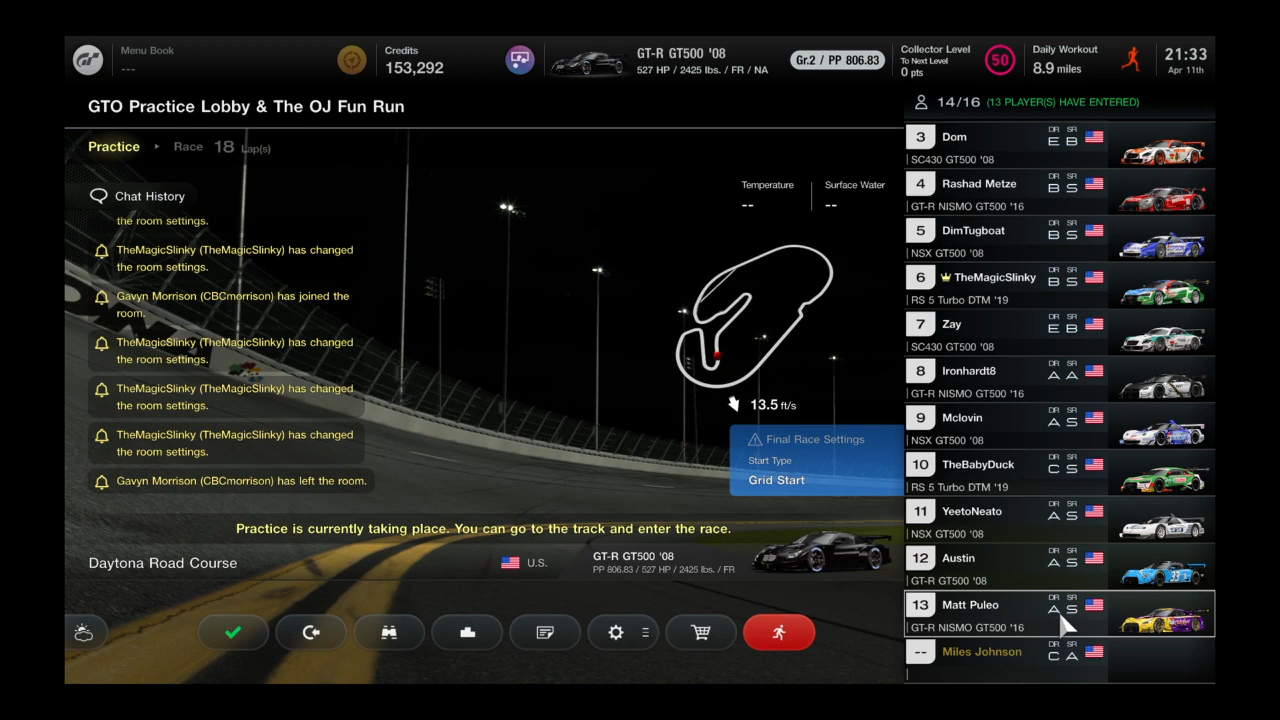 Menu Book
---
Credits
153,292
GT-R GT500 '08
527 HP / 2425 lbs. / FR / NA
Gr.2 / PP 806.83
Collector Level
To Next Level
0 pts
50
Daily Workout
8.9 miles
21:33
Apr 11th
GTO Practice Lobby & The OJ Fun Run
14/16 (13 PLAYER(S) HAVE ENTERED)
Practice Race 18 Lap(s)
Chat History
the room settings.
TheMagicSlinky (TheMagicSlinky) has changed
the room settings.
Gavyn Morrison (CBCmorrison) has joined the
room.
TheMagicSlinky (TheMagicSlinky) has changed
the room settings.
TheMagicSlinky (TheMagicSlinky) has changed
the room settings.
TheMagicSlinky (TheMagicSlinky) has changed
the room settings.
Gavyn Morrison (CBCmorrison) has left the room.
Temperature
--
Surface Water
--
13.5 ft/s
Final Race Settings
Start Type
Grid Start
Practice is currently taking place. You can go to the track and enter the race.
Daytona Road Course
U.S.
GT-R GT500 '08
PP 806.83 / 527 HP / 2425 lbs. / FR
3 Dom DR E SR B
SC430 GT500 '08
4 Rashad Metze DR B SR S
GT-R NISMO GT500 '16
5 DimTugboat DR B SR S
NSX GT500 '08
6 TheMagicSlinky DR B SR S
RS 5 Turbo DTM '19
7 Zay DR E SR B
SC430 GT500 '08
8 Ironhardt8 DR A SR A
GT-R NISMO GT500 '16
9 Mclovin DR A SR S
NSX GT500 '08
10 TheBabyDuck DR C SR S
RS 5 Turbo DTM '19
11 YeetoNeato DR A SR S
NSX GT500 '08
12 Austin DR A SR S
GT-R GT500 '08
13 Matt Puleo DR A SR S
GT-R NISMO GT500 '16
-- Miles Johnson DR C SR A